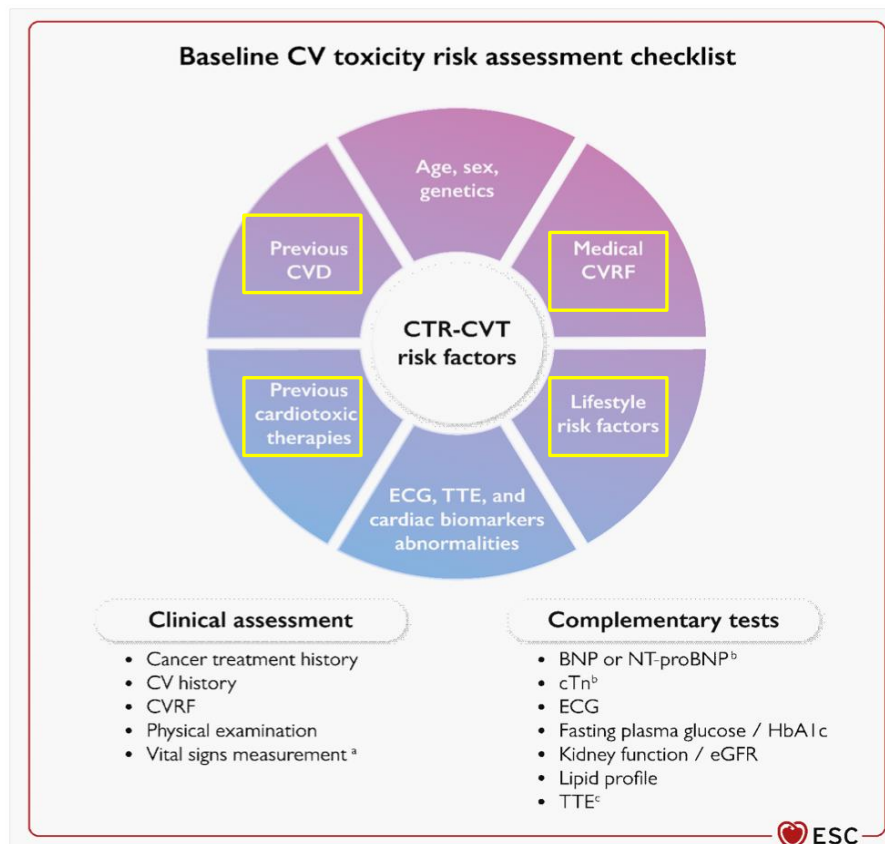 Baseline CV toxicity risk assessment checklist
Age, sex,
genetics
Previous
CVD
Medical
CVRF
CTR-CVT
risk factors
Previous
cardiotoxic
therapies
Lifestyle
risk factors
ECG, TTE, and
cardiac biomarkers
abnormalities
Clinical assessment
• Cancer treatment history
• CV history
• CVRF
• Physical examination
• Vital signs measurement ᵃ
Complementary tests
• BNP or NT-proBNPᵇ
• cTnᵇ
• ECG
• Fasting plasma glucose / HbA1c
• Kidney function / eGFR
• Lipid profile
• TTEᶜ
ESC